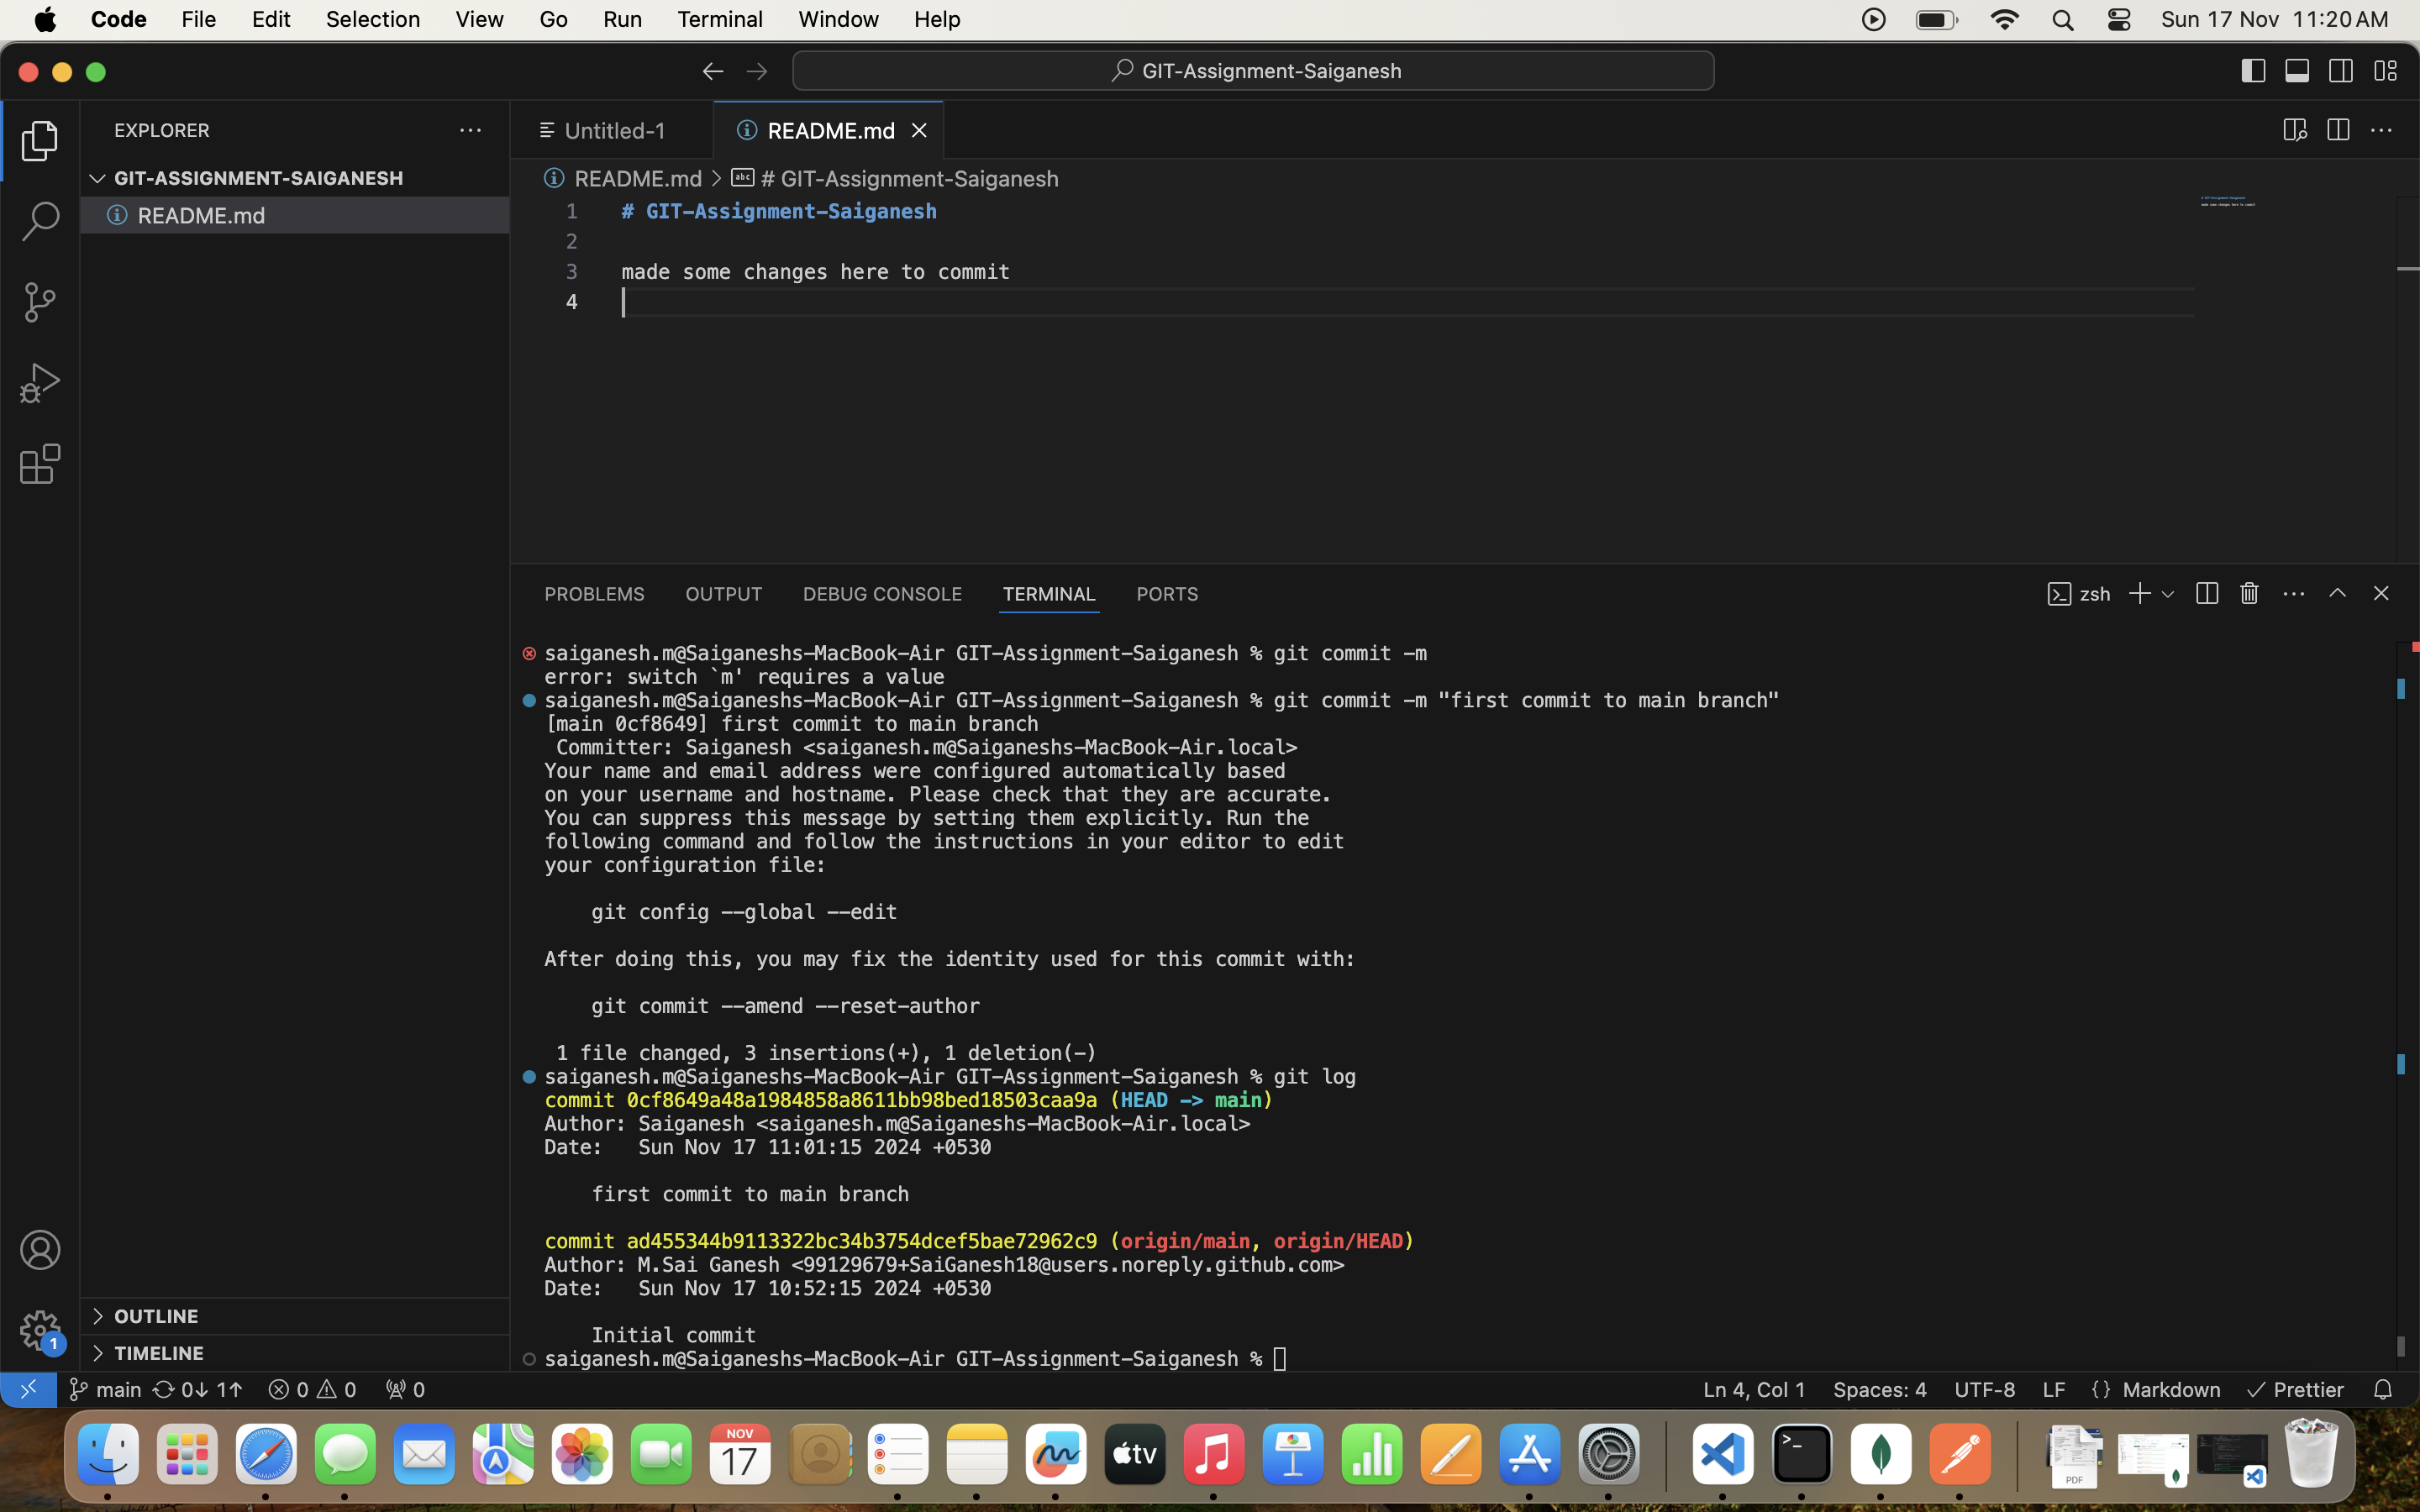 Code File Edit Selection View Go Run Terminal Window Help Sun 17 Nov 11:20 AM
GIT-Assignment-Saiganesh
EXPLORER
Untitled-1 README.md
GIT-ASSIGNMENT-SAIGANESH
README.md
README.md > abc # GIT-Assignment-Saiganesh
1 # GIT-Assignment-Saiganesh
2
3 made some changes here to commit
4
PROBLEMS OUTPUT DEBUG CONSOLE TERMINAL PORTS zsh
saiganesh.m@Saiganeshs-MacBook-Air GIT-Assignment-Saiganesh % git commit -m
error: switch `m' requires a value
saiganesh.m@Saiganeshs-MacBook-Air GIT-Assignment-Saiganesh % git commit -m "first commit to main branch"
[main 0cf8649] first commit to main branch
Committer: Saiganesh <saiganesh.m@Saiganeshs-MacBook-Air.local>
Your name and email address were configured automatically based
on your username and hostname. Please check that they are accurate.
You can suppress this message by setting them explicitly. Run the
following command and follow the instructions in your editor to edit
your configuration file:
git config --global --edit
After doing this, you may fix the identity used for this commit with:
git commit --amend --reset-author
1 file changed, 3 insertions(+), 1 deletion(-)
saiganesh.m@Saiganeshs-MacBook-Air GIT-Assignment-Saiganesh % git log
commit 0cf8649a48a1984858a8611bb98bed18503caa9a (HEAD -> main)
Author: Saiganesh <saiganesh.m@Saiganeshs-MacBook-Air.local>
Date: Sun Nov 17 11:01:15 2024 +0530
first commit to main branch
commit ad455344b9113322bc34b3754dcef5bae72962c9 (origin/main, origin/HEAD)
Author: M.Sai Ganesh <99129679+SaiGanesh18@users.noreply.github.com>
Date: Sun Nov 17 10:52:15 2024 +0530
Initial commit
saiganesh.m@Saiganeshs-MacBook-Air GIT-Assignment-Saiganesh %
OUTLINE
1
TIMELINE
main 0↓ 1↑ 0 0 0 Ln 4, Col 1 Spaces: 4 UTF-8 LF {} Markdown Prettier
NOV
17
tv
>_
PDF